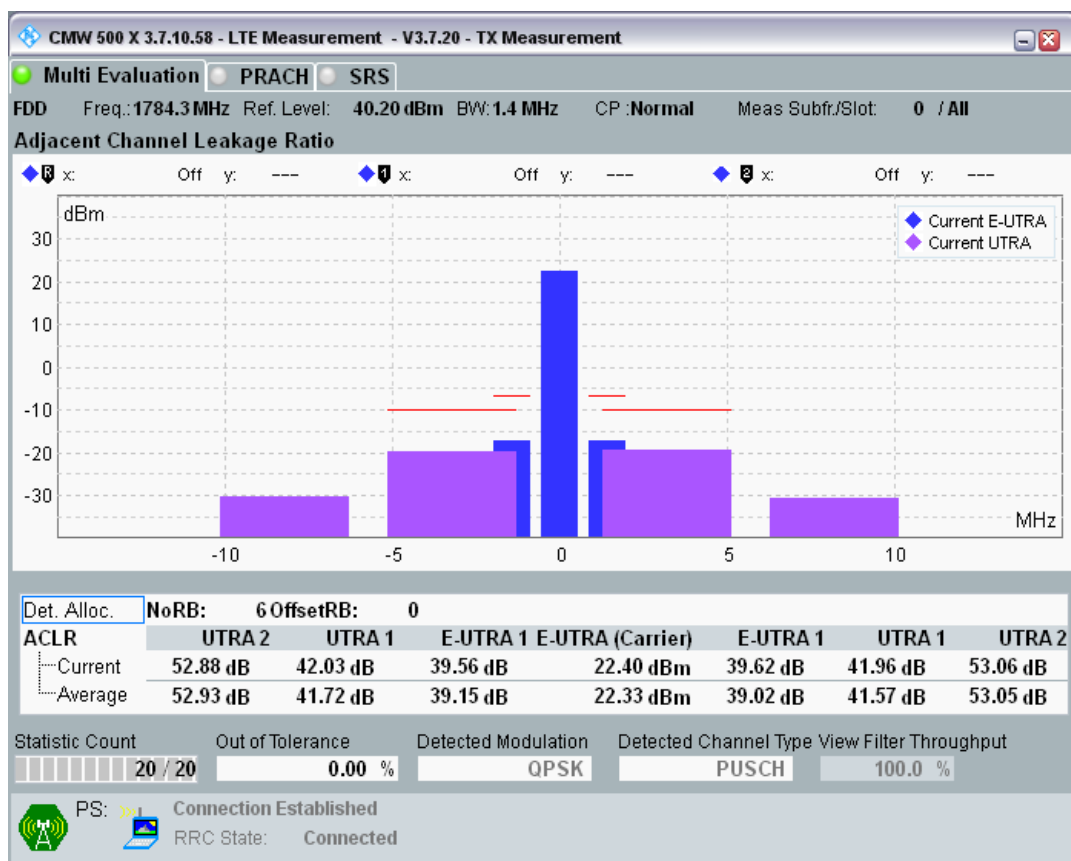 CMW 500 X 3.7.10.58 - LTE Measurement - V3.7.20 - TX Measurement
Multi Evaluation PRACH SRS
FDD Freq.: 1784.3 MHz Ref. Level: 40.20 dBm BW: 1.4 MHz CP : Normal Meas Subfr./Slot: 0 / All
Adjacent Channel Leakage Ratio
R x: Off y: --- 1 x: Off y: --- 2 x: Off y: ---
dBm
Current E-UTRA
Current UTRA
30
20
10
0
-10
-20
-30
MHz
-10 -5 0 5 10
Det. Alloc. NoRB: 6 OffsetRB: 0
ACLR UTRA 2 UTRA 1 E-UTRA 1 E-UTRA (Carrier) E-UTRA 1 UTRA 1 UTRA 2
Current 52.88 dB 42.03 dB 39.56 dB 22.40 dBm 39.62 dB 41.96 dB 53.06 dB
Average 52.93 dB 41.72 dB 39.15 dB 22.33 dBm 39.02 dB 41.57 dB 53.05 dB
Statistic Count Out of Tolerance Detected Modulation Detected Channel Type View Filter Throughput
20 / 20 0.00 % QPSK PUSCH 100.0 %
PS: Connection Established
RRC State: Connected